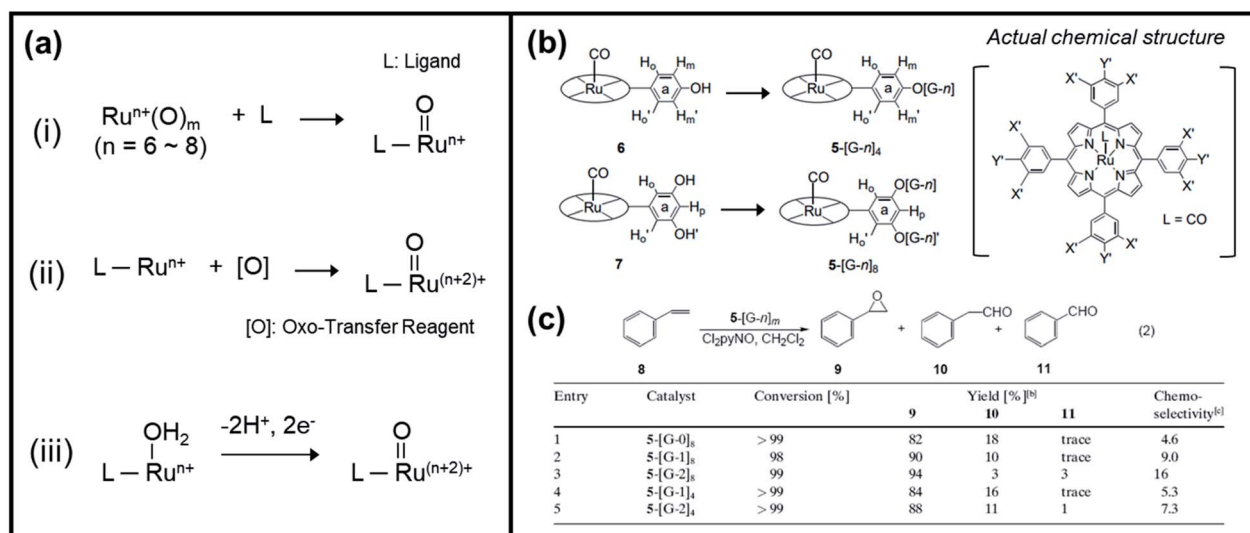 (a)
L: Ligand
(i)
Ruⁿ⁺(O)ₘ + L
(n = 6 ~ 8)
O
L – Ruⁿ⁺
(ii)
L – Ruⁿ⁺ + [O]
O
L – Ru⁽ⁿ⁺²⁾⁺
[O]: Oxo-Transfer Reagent
(iii)
OH₂
L – Ruⁿ⁺
-2H⁺, 2e⁻
O
L – Ru⁽ⁿ⁺²⁾⁺
(b)
CO
Ru
Hₒ
Hₘ
a
OH
Hₒ'
Hₘ'
6
CO
Ru
Hₒ
Hₘ
a
O[G-n]
Hₒ'
Hₘ'
5-[G-n]₄
CO
Ru
Hₒ
OH
a
Hₚ
Hₒ'
OH'
7
CO
Ru
Hₒ
O[G-n]
a
Hₚ
Hₒ'
O[G-n]'
5-[G-n]₈
Actual chemical structure
Y'
X' X'
X' X'
Y' N L N Y'
Ru
X' N N X'
L = CO
X' X'
Y'
(c)
5-[G-n]ₘ
Cl₂pyNO, CH₂Cl₂
O
+
CHO
+
CHO
(2)
8 9 10 11
Entry Catalyst Conversion [%] Yield [%][b] Chemo-
9 10 11 selectivity[c]
1 5-[G-0]₈ > 99 82 18 trace 4.6
2 5-[G-1]₈ 98 90 10 trace 9.0
3 5-[G-2]₈ 99 94 3 3 16
4 5-[G-1]₄ > 99 84 16 trace 5.3
5 5-[G-2]₄ > 99 88 11 1 7.3